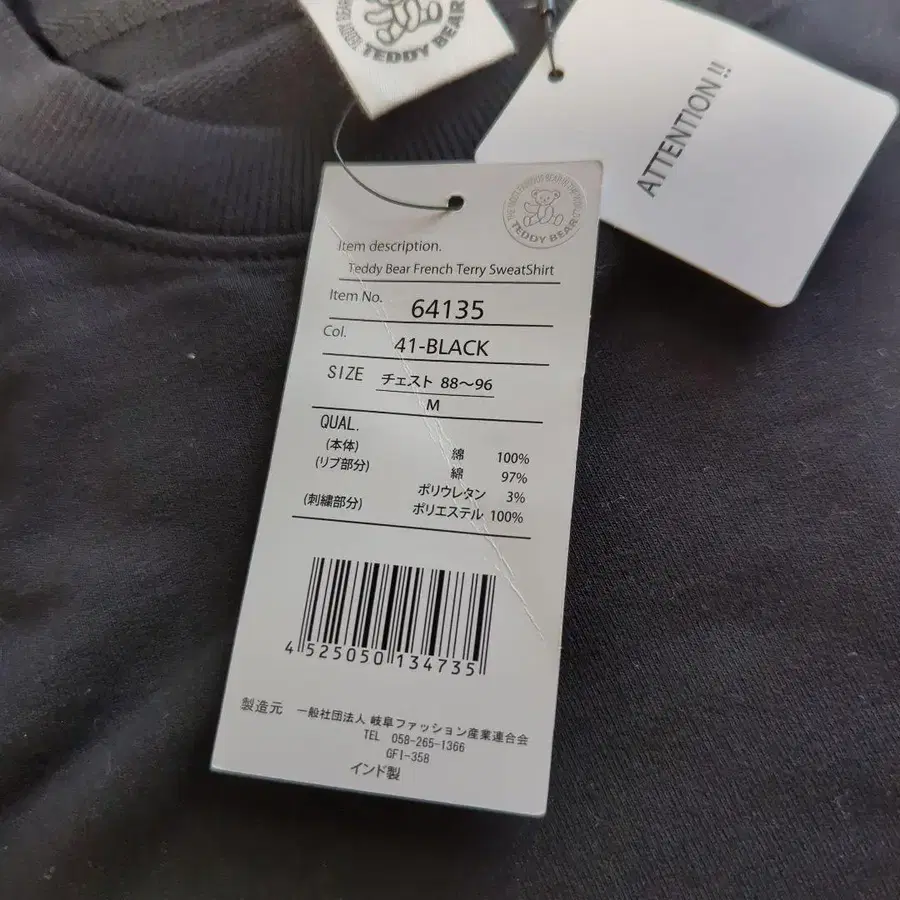 TEDDY BEAR
ATTENTION !!
TEDDY BEAR
Item description.
Teddy Bear French Terry SweatShirt
Item No. 64135
Col. 41-BLACK
SIZE チェスト 88～96
M
QUAL.
(本体) 綿 100%
(リブ部分) 綿 97%
ポリウレタン 3%
(刺繍部分) ポリエステル 100%
4 525050 134735
製造元 一般社団法人 岐阜ファッション産業連合会
TEL 058-265-1366
GFI-358
インド製